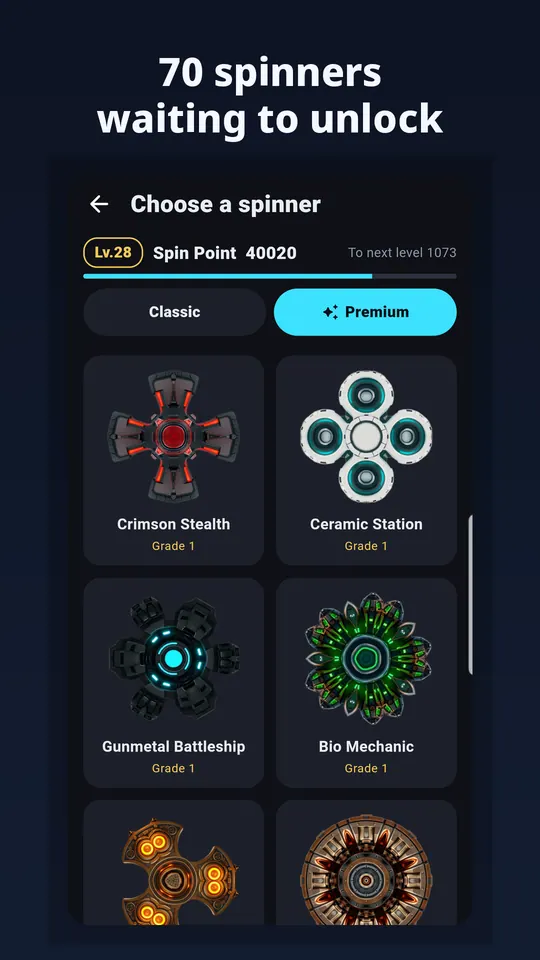 70 spinners
waiting to unlock
Choose a spinner
Lv.28 Spin Point 40020 To next level 1073
Classic Premium
Crimson Stealth Ceramic Station
Grade 1 Grade 1
Gunmetal Battleship Bio Mechanic
Grade 1 Grade 1